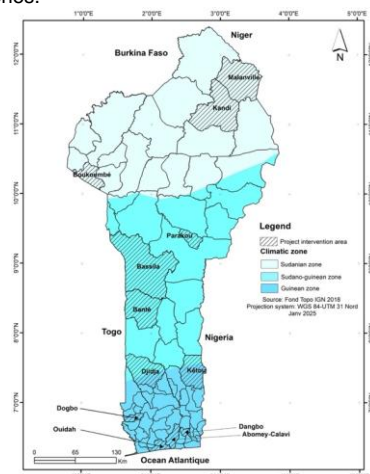 1°0'0"E 2°0'0"E 3°0'0"E 4°0'0"E 5°0'0"E
Niger
Burkina Faso
N
12°0'0"N
Malanville
Kandi
11°0'0"N
Boukoumbé
10°0'0"N
Legend
Project intervention area
Climatic zone
Sudanian zone
Sudano-guinean zone
Guinean zone
Parakou
9°0'0"N
Bassila
Source: Fond Topo IGN 2018
Projection system: WGS 84-UTM 31 Nord
Janv 2025
Bantè
8°0'0"N
Togo
Nigeria
Djidja
Kétou
7°0'0"N
Dogbo
Ouidah
Dangbo
Abomey-Calavi
0 65 130
Km
Ocean Atlantique